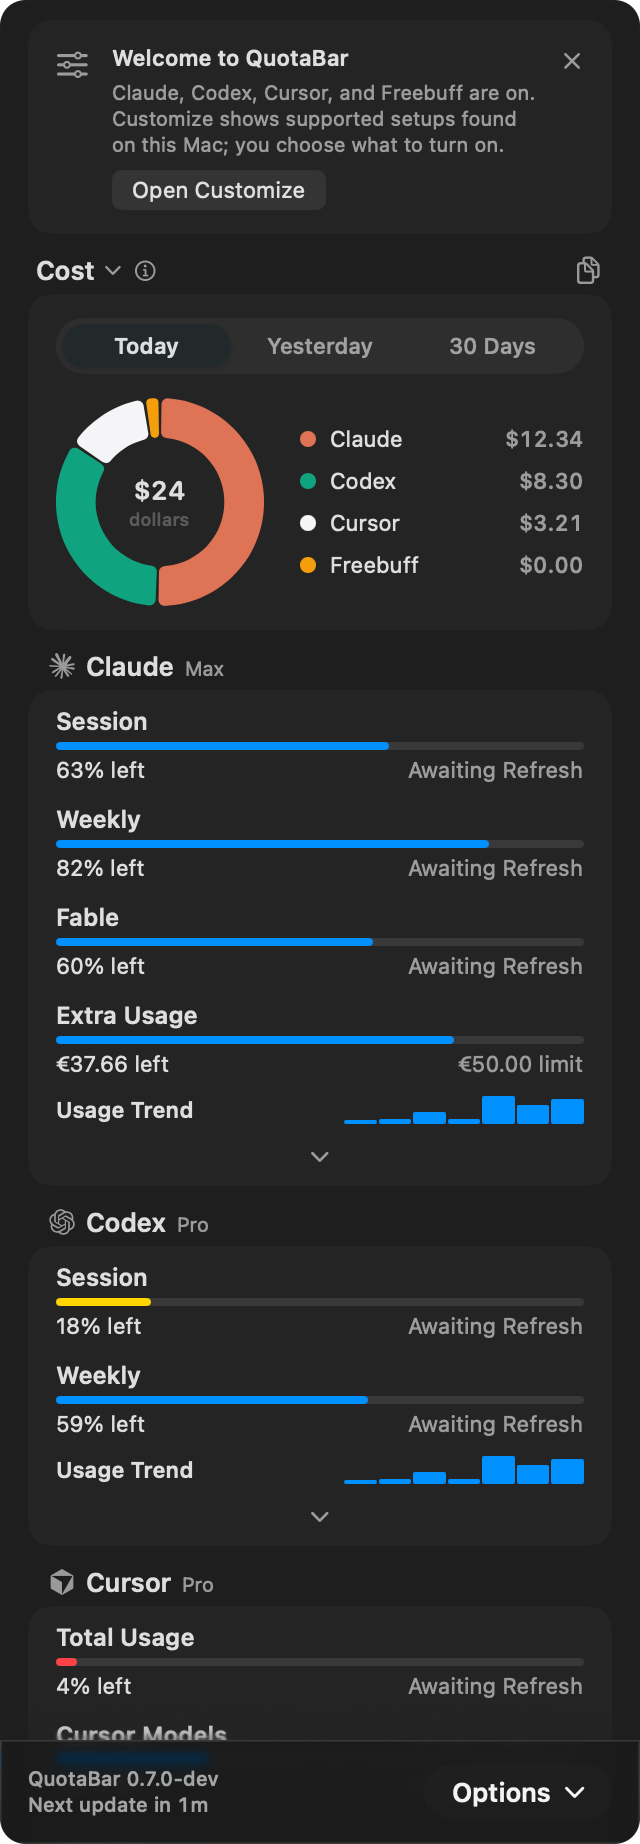 Welcome to QuotaBar
Claude, Codex, Cursor, and Freebuff are on.
Customize shows supported setups found
on this Mac; you choose what to turn on.
Open Customize
Cost
Today Yesterday 30 Days
$24
dollars
Claude $12.34
Codex $8.30
Cursor $3.21
Freebuff $0.00
Claude Max
Session
63% left Awaiting Refresh
Weekly
82% left Awaiting Refresh
Fable
60% left Awaiting Refresh
Extra Usage
€37.66 left €50.00 limit
Usage Trend
Codex Pro
Session
18% left Awaiting Refresh
Weekly
59% left Awaiting Refresh
Usage Trend
Cursor Pro
Total Usage
4% left Awaiting Refresh
Cursor Models
QuotaBar 0.7.0-dev
Next update in 1m
Options